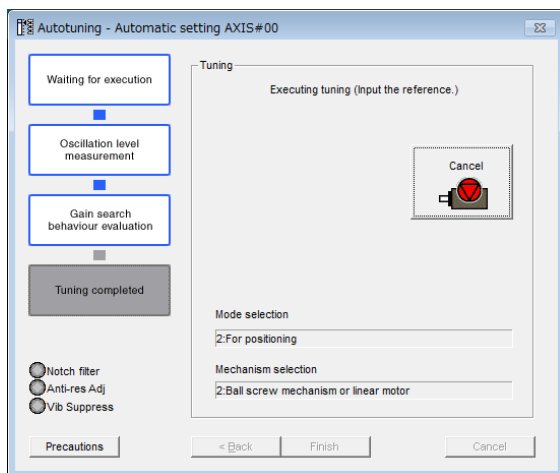 Autotuning - Automatic setting AXIS#00
Waiting for execution
Oscillation level
measurement
Gain search
behaviour evaluation
Tuning completed
Notch filter
Anti-res Adj
Vib Suppress
Precautions
Tuning
Executing tuning (Input the reference.)
Cancel
Mode selection
2:For positioning
Mechanism selection
2:Ball screw mechanism or linear motor
< Back
Finish
Cancel